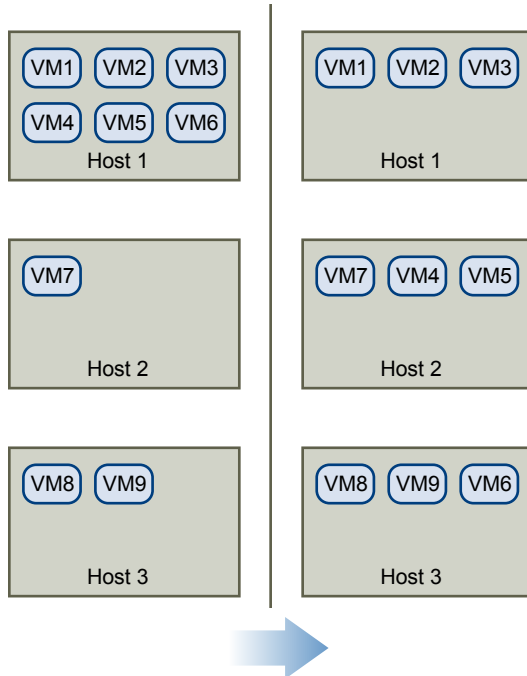 VM1 VM2 VM3
VM4 VM5 VM6
Host 1
VM7
Host 2
VM8 VM9
Host 3
VM1 VM2 VM3
Host 1
VM7 VM4 VM5
Host 2
VM8 VM9 VM6
Host 3